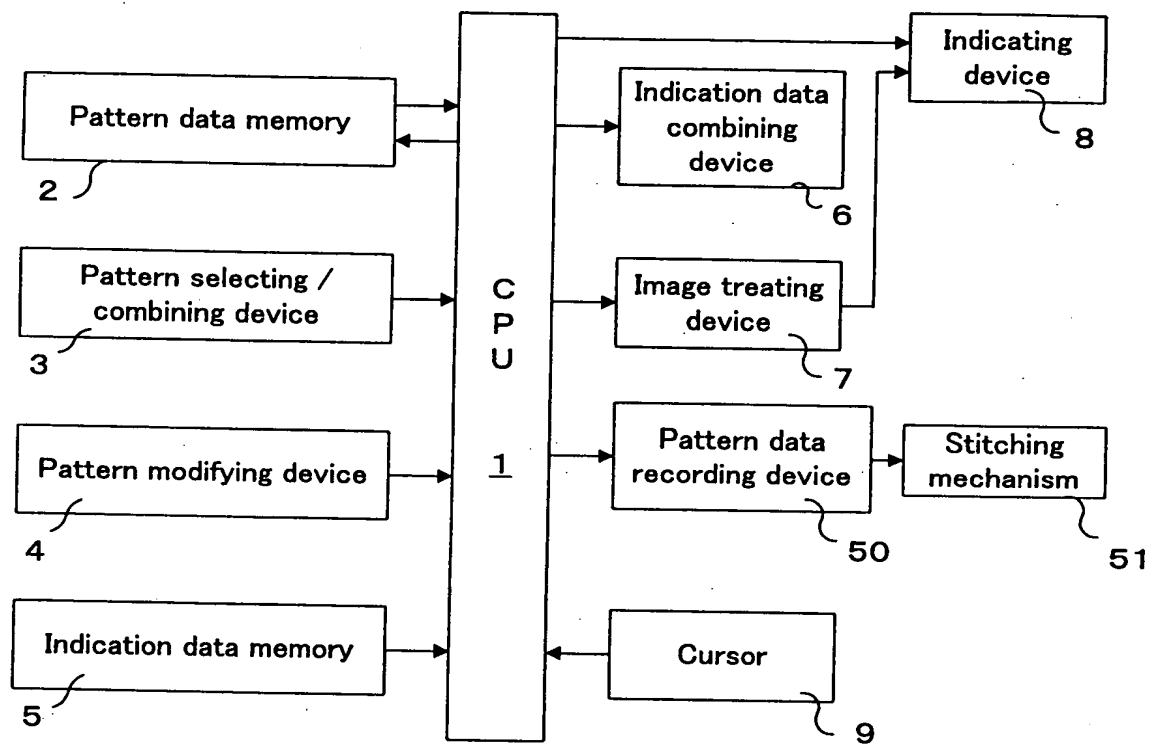 Pattern data memory
2
Pattern selecting /
combining device
3
Pattern modifying device
4
Indication data memory
5
C
P
U
1
Indicating
device
8
Indication data
combining
device
6
Image treating
device
7
Pattern data
recording device
50
Stitching
mechanism
51
Cursor
9